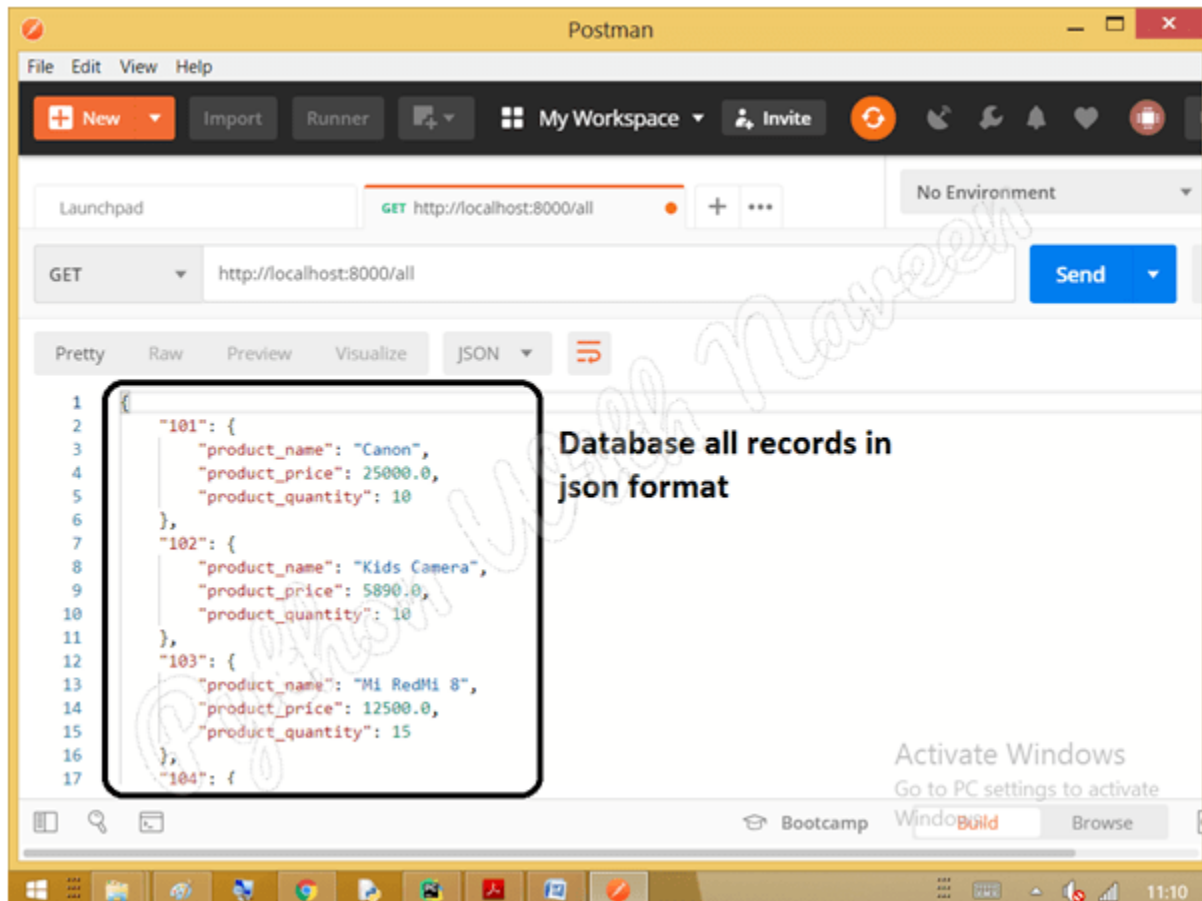 Postman
File Edit View Help
New Import Runner My Workspace Invite
Launchpad GET http://localhost:8000/all No Environment
GET http://localhost:8000/all Send
Pretty Raw Preview Visualize JSON
1 {
2 "101": {
3 "product_name": "Canon",
4 "product_price": 25000.0,
5 "product_quantity": 10
6 },
7 "102": {
8 "product_name": "Kids Camera",
9 "product_price": 5890.0,
10 "product_quantity": 10
11 },
12 "103": {
13 "product_name": "Mi RedMi 8",
14 "product_price": 12500.0,
15 "product_quantity": 15
16 },
17 "104": {
Database all records in
json format
Python With Naveen
Activate Windows
Go to PC settings to activate
Windows.
Bootcamp Build Browse
11:10